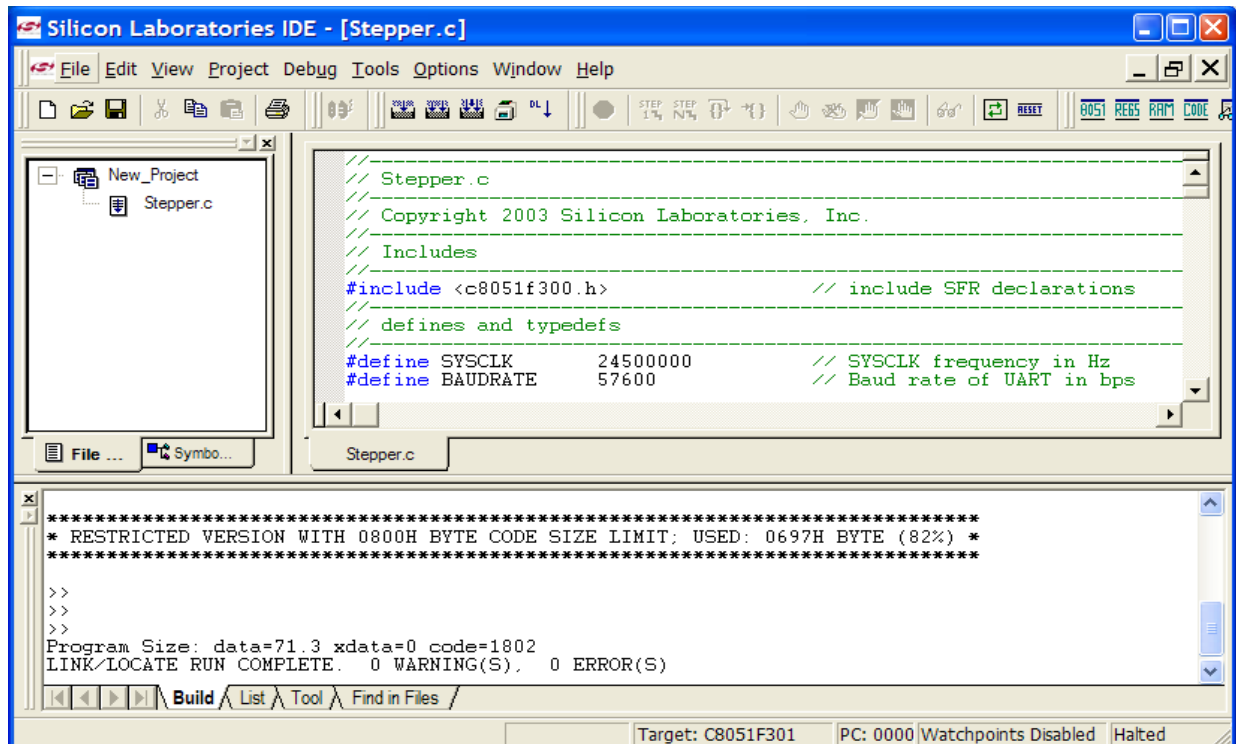 Silicon Laboratories IDE - [Stepper.c]
File Edit View Project Debug Tools Options Window Help
DL STEP STEP RESET 8051 REGS RAM CODE
New_Project
Stepper.c
File ... Symbo...
//--------------------------------------------------------------------
// Stepper.c
//--------------------------------------------------------------------
// Copyright 2003 Silicon Laboratories, Inc.
//--------------------------------------------------------------------
// Includes
//--------------------------------------------------------------------
#include <c8051f300.h> // include SFR declarations
//--------------------------------------------------------------------
// defines and typedefs
//--------------------------------------------------------------------
#define SYSCLK 24500000 // SYSCLK frequency in Hz
#define BAUDRATE 57600 // Baud rate of UART in bps
Stepper.c
******************************************************************************
* RESTRICTED VERSION WITH 0800H BYTE CODE SIZE LIMIT; USED: 0697H BYTE (82%) *
******************************************************************************
>>
>>
>>
Program Size: data=71.3 xdata=0 code=1802
LINK/LOCATE RUN COMPLETE. 0 WARNING(S), 0 ERROR(S)
Build List Tool Find in Files
Target: C8051F301 PC: 0000 Watchpoints Disabled Halted